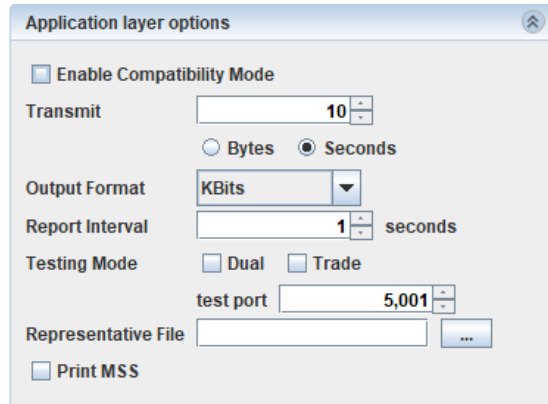 Application layer options
Enable Compatibility Mode
Transmit 10
Bytes Seconds
Output Format KBits
Report Interval 1 seconds
Testing Mode Dual Trade
test port 5,001
Representative File ...
Print MSS